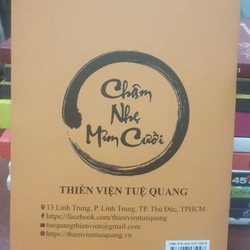 Chậm
Nhẹ
Mỉm Cười
THIỀN VIỆN TUỆ QUANG
13 Linh Trung, P. Linh Trung, TP. Thủ Đức, TPHCM
https://facebook.com/thienvientuequang
tuequangthienvien@gmail.com
https://thienvientuequang.vn